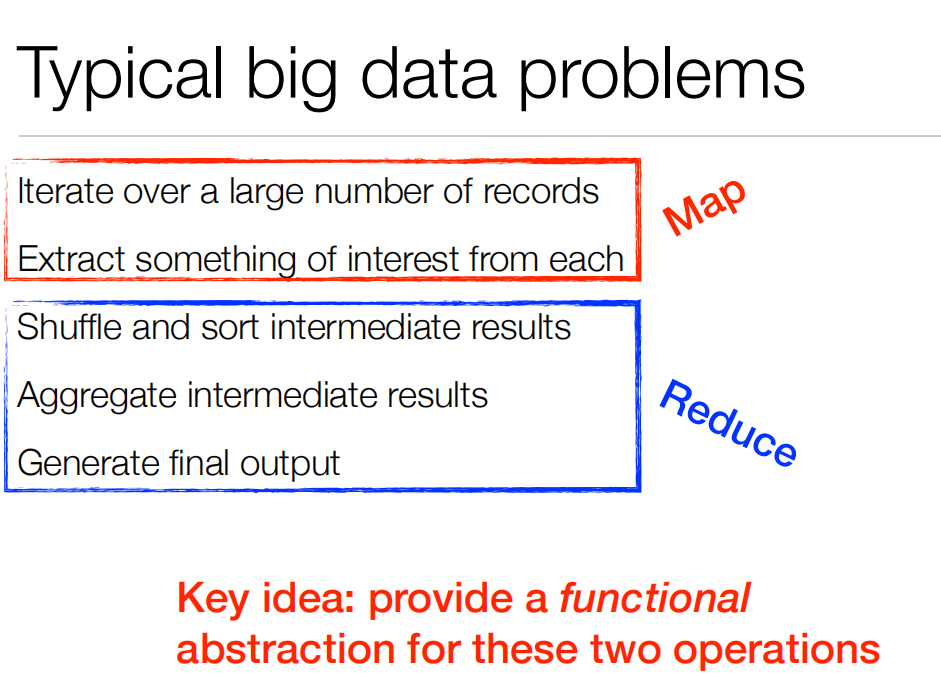 Typical big data problems
Iterate over a large number of records
Map
Extract something of interest from each
Shuffle and sort intermediate results
Aggregate intermediate results
Reduce
Generate final output
Key idea: provide a functional
abstraction for these two operations